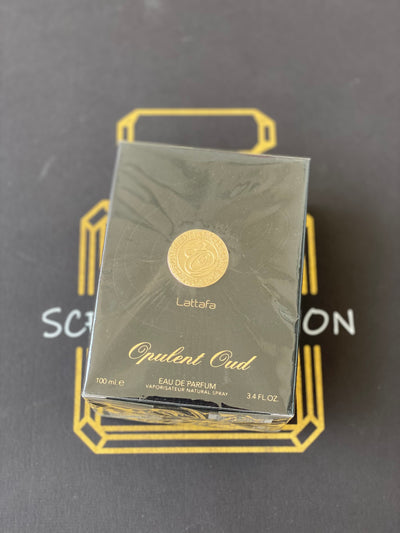 Lattafa
Opulent Oud
100 ml ℮
EAU DE PARFUM
VAPORISATEUR NATURAL SPRAY
3.4 FL.OZ.
SC
ON